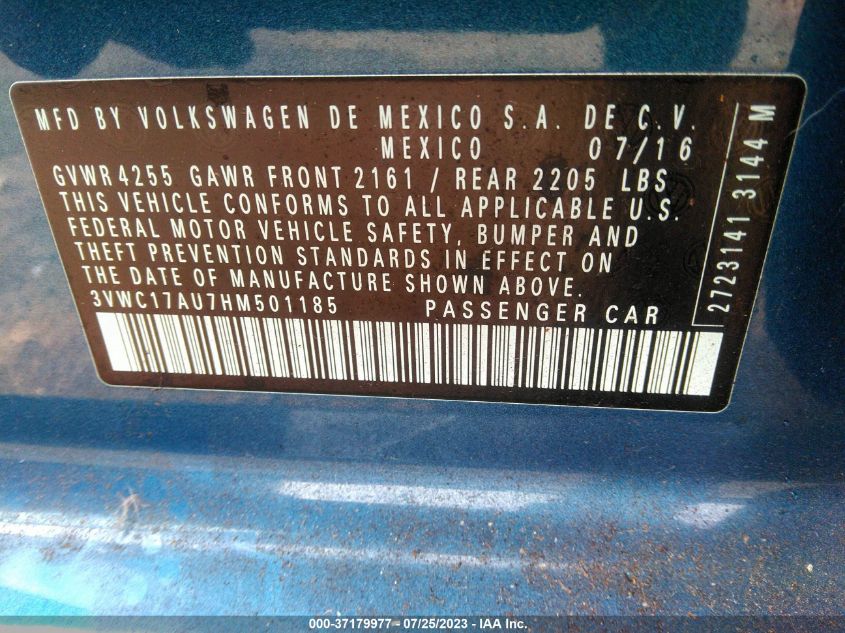 MFD BY VOLKSWAGEN DE MEXICO S.A. DE C.V.
MEXICO 07/16
GVWR 4255 GAWR FRONT 2161 / REAR 2205 LBS
THIS VEHICLE CONFORMS TO ALL APPLICABLE U.S.
FEDERAL MOTOR VEHICLE SAFETY, BUMPER AND
THEFT PREVENTION STANDARDS IN EFFECT ON
THE DATE OF MANUFACTURE SHOWN ABOVE.
3VWC17AU7HM501185 PASSENGER CAR
2723141 3144 M
000-37179977 - 07/25/2023 - IAA Inc.